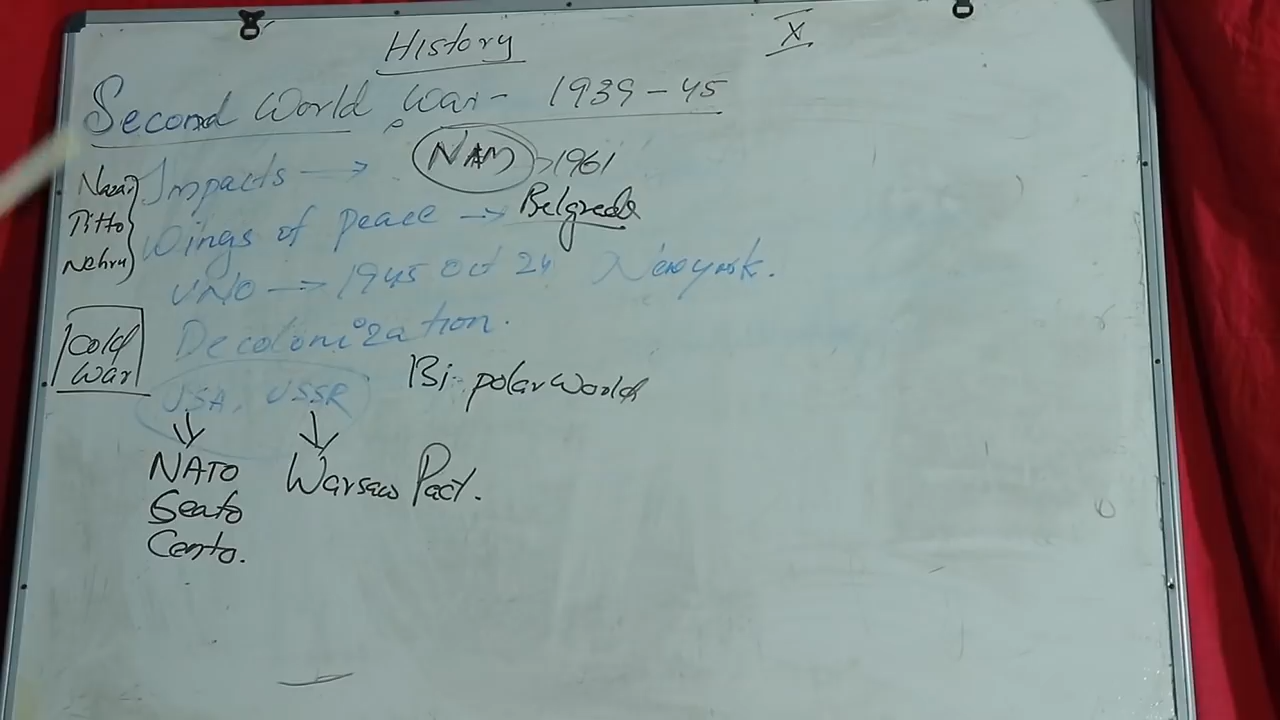 History X
Second World War - 1939-45
Impacts → NAM → 1961
Nasar
Titto
Nehru
Wings of peace → Belgrade
UNO → 1945 Oct 24 Newyork.
Decolonization.
Cold
War
USA, USSR Bi-polar World
NATO Warsaw Pact.
Seato
Cento.